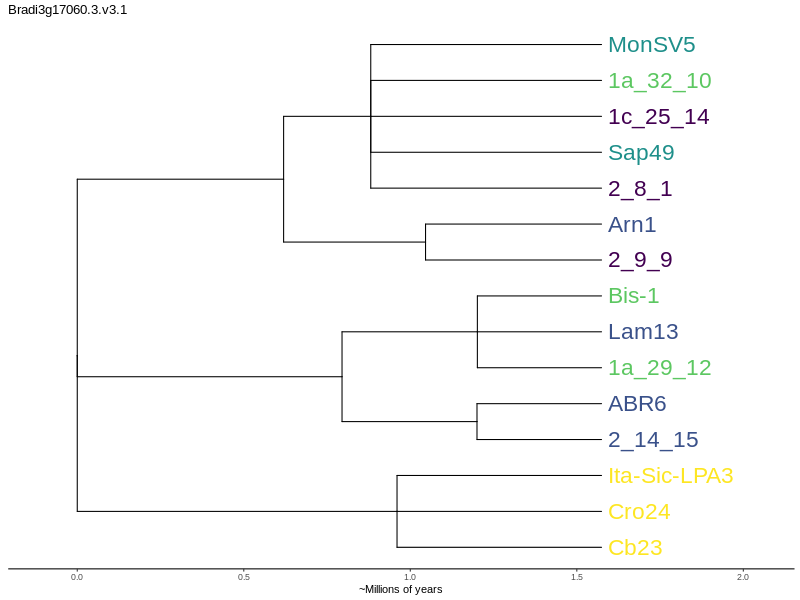 Bradi3g17060.3.v3.1
MonSV5
1a_32_10
1c_25_14
Sap49
2_8_1
Arn1
2_9_9
Bis-1
Lam13
1a_29_12
ABR6
2_14_15
Ita-Sic-LPA3
Cro24
Cb23
0.0 0.5 1.0 1.5 2.0
~Millions of years